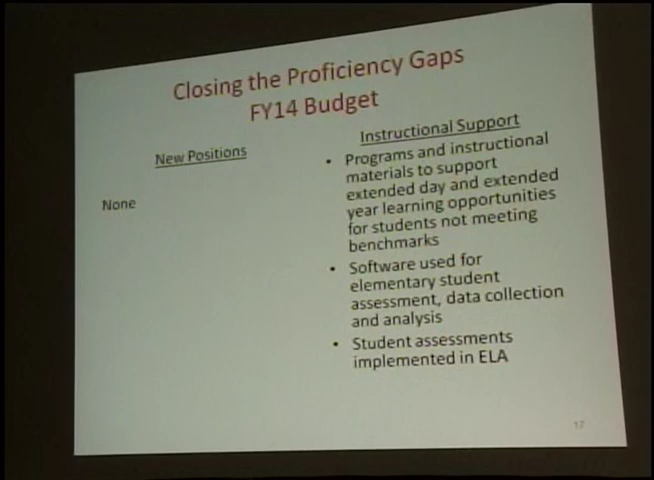 Closing the Proficiency Gaps
FY14 Budget
New Positions
None
Instructional Support
• Programs and instructional
materials to support
extended day and extended
year learning opportunities
for students not meeting
benchmarks
• Software used for
elementary student
assessment, data collection
and analysis
• Student assessments
implemented in ELA
17